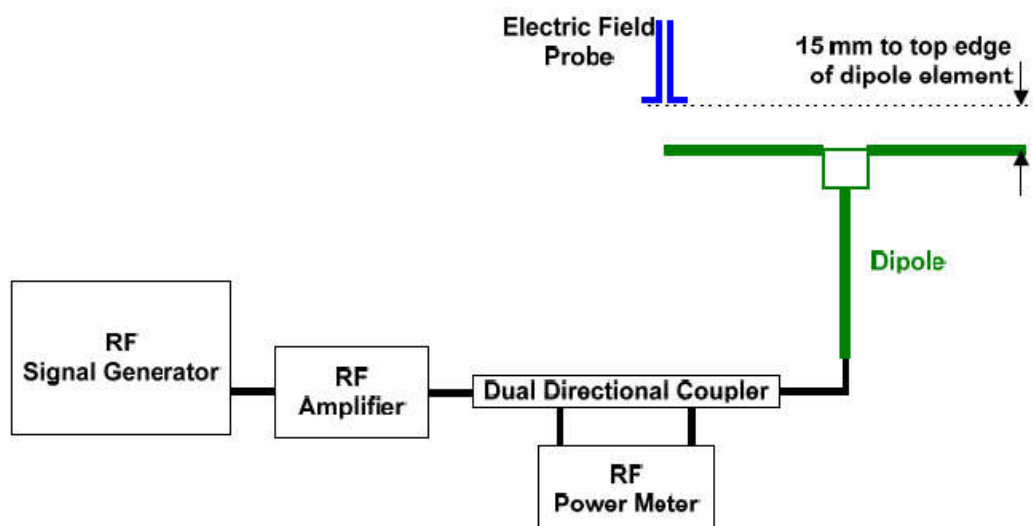 Electric Field
Probe
15 mm to top edge
of dipole element
Dipole
RF
Signal Generator
RF
Amplifier
Dual Directional Coupler
RF
Power Meter